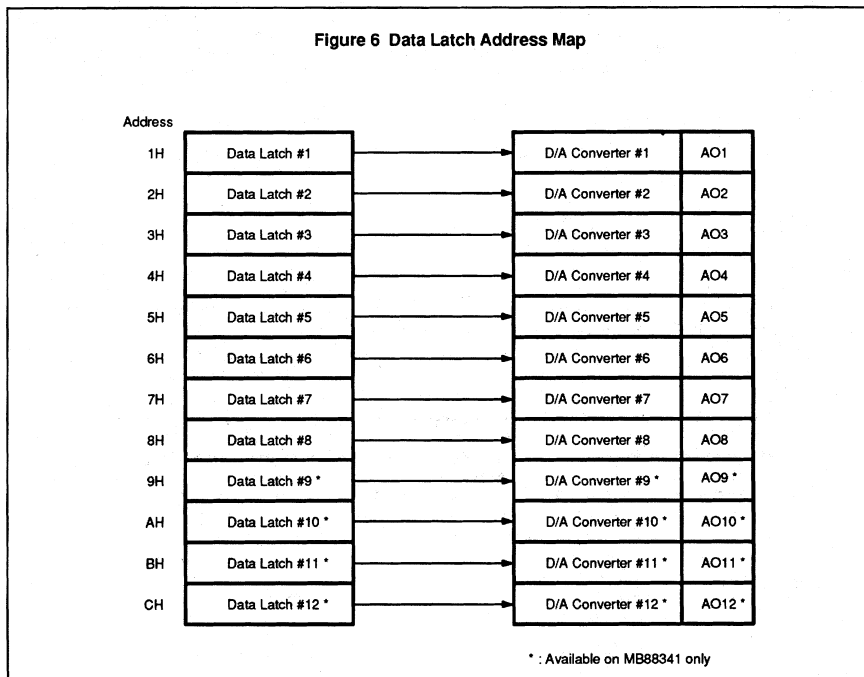 Figure 6 Data Latch Address Map
Address
1H Data Latch #1 D/A Converter #1 AO1
2H Data Latch #2 D/A Converter #2 AO2
3H Data Latch #3 D/A Converter #3 AO3
4H Data Latch #4 D/A Converter #4 AO4
5H Data Latch #5 D/A Converter #5 AO5
6H Data Latch #6 D/A Converter #6 AO6
7H Data Latch #7 D/A Converter #7 AO7
8H Data Latch #8 D/A Converter #8 AO8
9H Data Latch #9 * D/A Converter #9 * AO9 *
AH Data Latch #10 * D/A Converter #10 * AO10 *
BH Data Latch #11 * D/A Converter #11 * AO11 *
CH Data Latch #12 * D/A Converter #12 * AO12 *
* : Available on MB88341 only